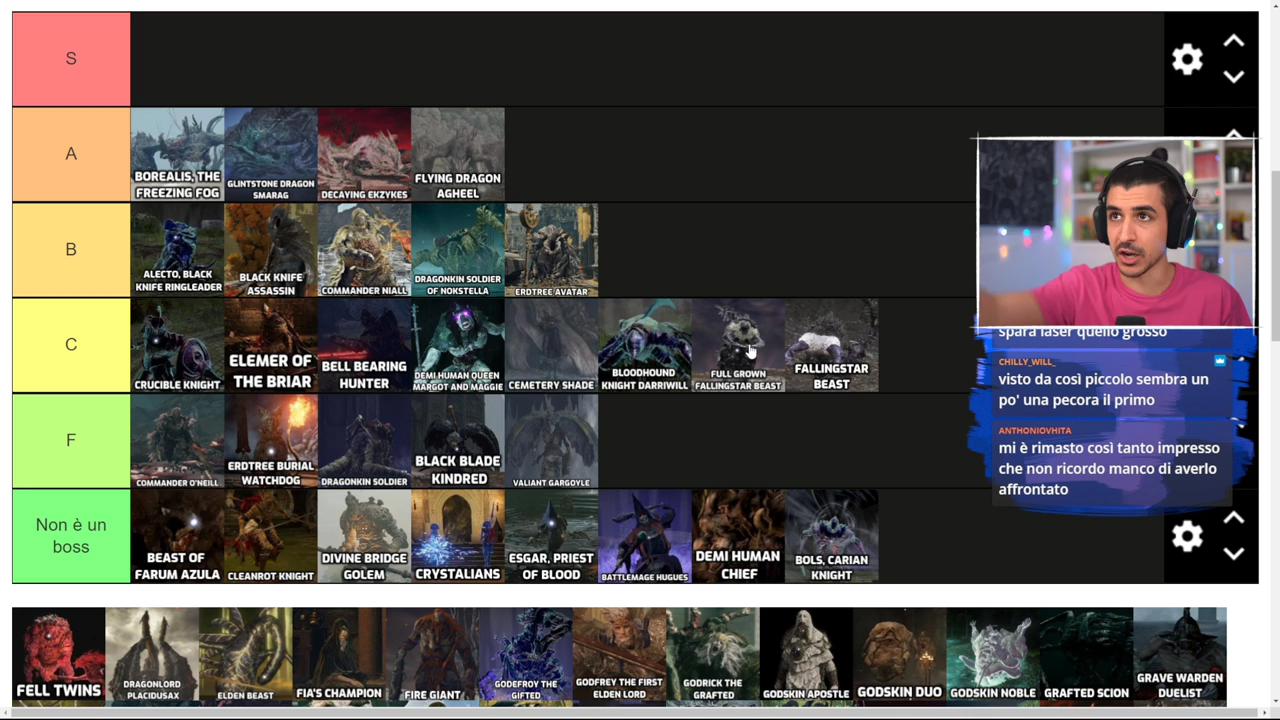 S
A
BOREALIS, THE
FREEZING FOG
GLINTSTONE DRAGON
SMARAG
DECAYING EKZYKES
FLYING DRAGON
AGHEEL
B
ALECTO, BLACK
KNIFE RINGLEADER
BLACK KNIFE
ASSASSIN
COMMANDER NIALL
DRAGONKIN SOLDIER
OF NOKSTELLA
ERDTREE AVATAR
C
CRUCIBLE KNIGHT
ELEMER OF
THE BRIAR
BELL BEARING
HUNTER
DEMI HUMAN QUEEN
MARGOT AND MAGGIE
CEMETERY SHADE
BLOODHOUND
KNIGHT DARRIWILL
FULL GROWN
FALLINGSTAR BEAST
FALLINGSTAR
BEAST
F
COMMANDER O'NEILL
ERDTREE BURIAL
WATCHDOG
DRAGONKIN SOLDIER
BLACK BLADE
KINDRED
VALIANT GARGOYLE
Non è un
boss
BEAST OF
FARUM AZULA
CLEANROT KNIGHT
DIVINE BRIDGE
GOLEM
CRYSTALIANS
ESGAR, PRIEST
OF BLOOD
BATTLEMAGE HUGUES
DEMI HUMAN
CHIEF
BOLS, CARIAN
KNIGHT
spara laser quello grosso
CHILLY_WILL_
visto da così piccolo sembra un
po' una pecora il primo
ANTHONIOVHITA
mi è rimasto così tanto impresso
che non ricordo manco di averlo
affrontato
FELL TWINS
DRAGONLORD
PLACIDUSAX
ELDEN BEAST
FIA'S CHAMPION
FIRE GIANT
GODEFROY THE
GIFTED
GODFREY THE FIRST
ELDEN LORD
GODRICK THE
GRAFTED
GODSKIN APOSTLE
GODSKIN DUO
GODSKIN NOBLE
GRAFTED SCION
GRAVE WARDEN
DUELIST